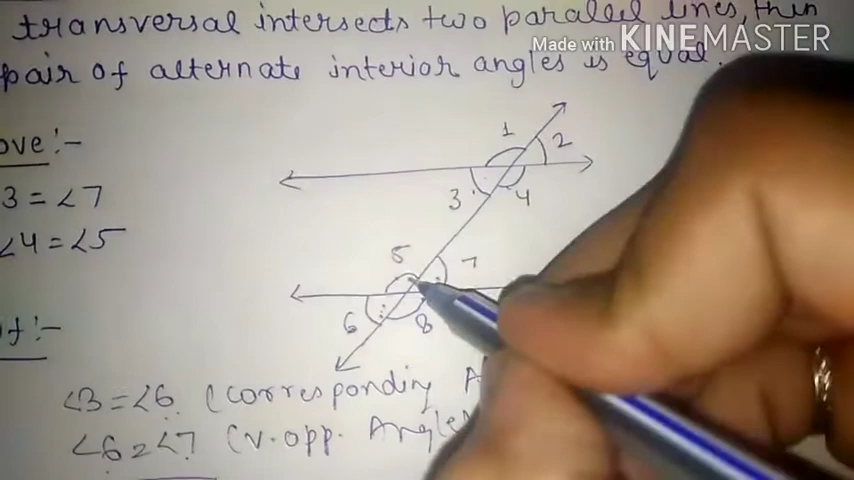 transversal intersects two parallel lines, then
Made with KINEMASTER
pair of alternate interior angles is equal.
ove :-
3 = ∠7
∠4 = ∠5
1
2
3
4
5
7
6
8
f :-
∠3 = ∠6 (Corresponding A
∠6 = ∠7 (V. opp. Angles